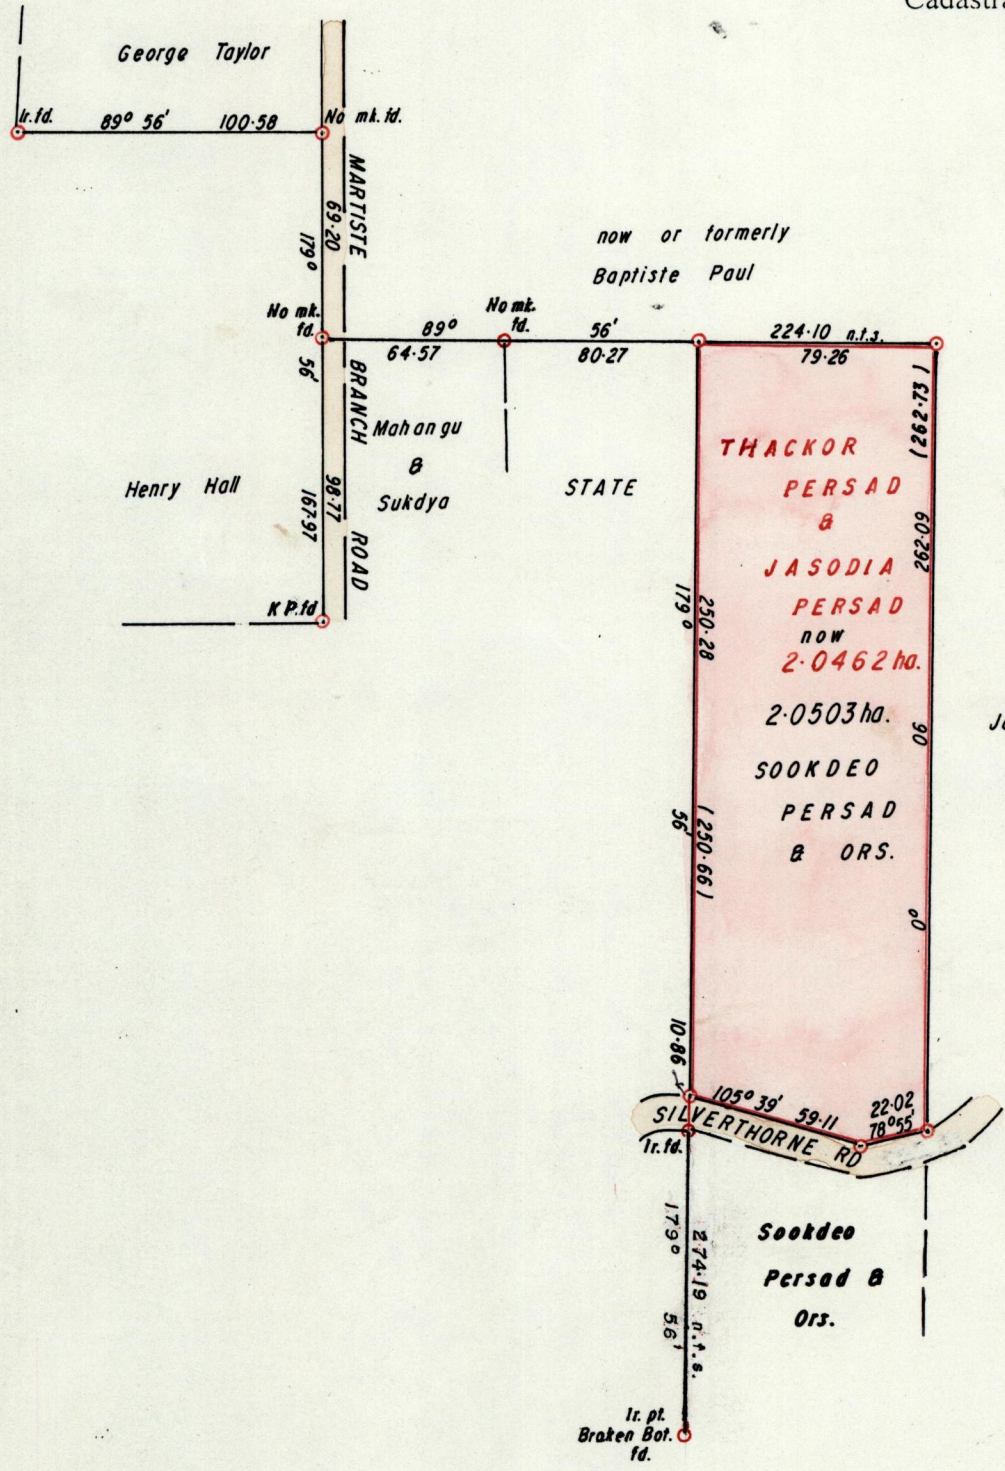 Cadastra
George Taylor
Ir. fd.
89° 56' 100·58
No mk. fd.
MARTISTE BRANCH ROAD
69·20
179°
now or formerly
Baptiste Paul
No mk.
fd.
89° 56'
64·57
No mk.
fd.
80·27
224·10 n.t.s.
79·26
56'
Mahangu
&
Sukdya
Henry Hall
STATE
98·77
167·97
K P. fd
(262·73)
262·09
90
0°
THACKOR
PERSAD
&
JASODIA
PERSAD
now
2·0462 ha.
2·0503 ha.
SOOKDEO
PERSAD
& ORS.
250·28
179°
(250·66)
56'
Ja
10·86
105° 39' 59·11
22·02
78° 55'
SILVERTHORNE RD
Ir. fd.
179° 56'
274·19 n.t.s.
Sookdeo
Persad &
Ors.
Ir. pt.
Braken Bot.
fd.